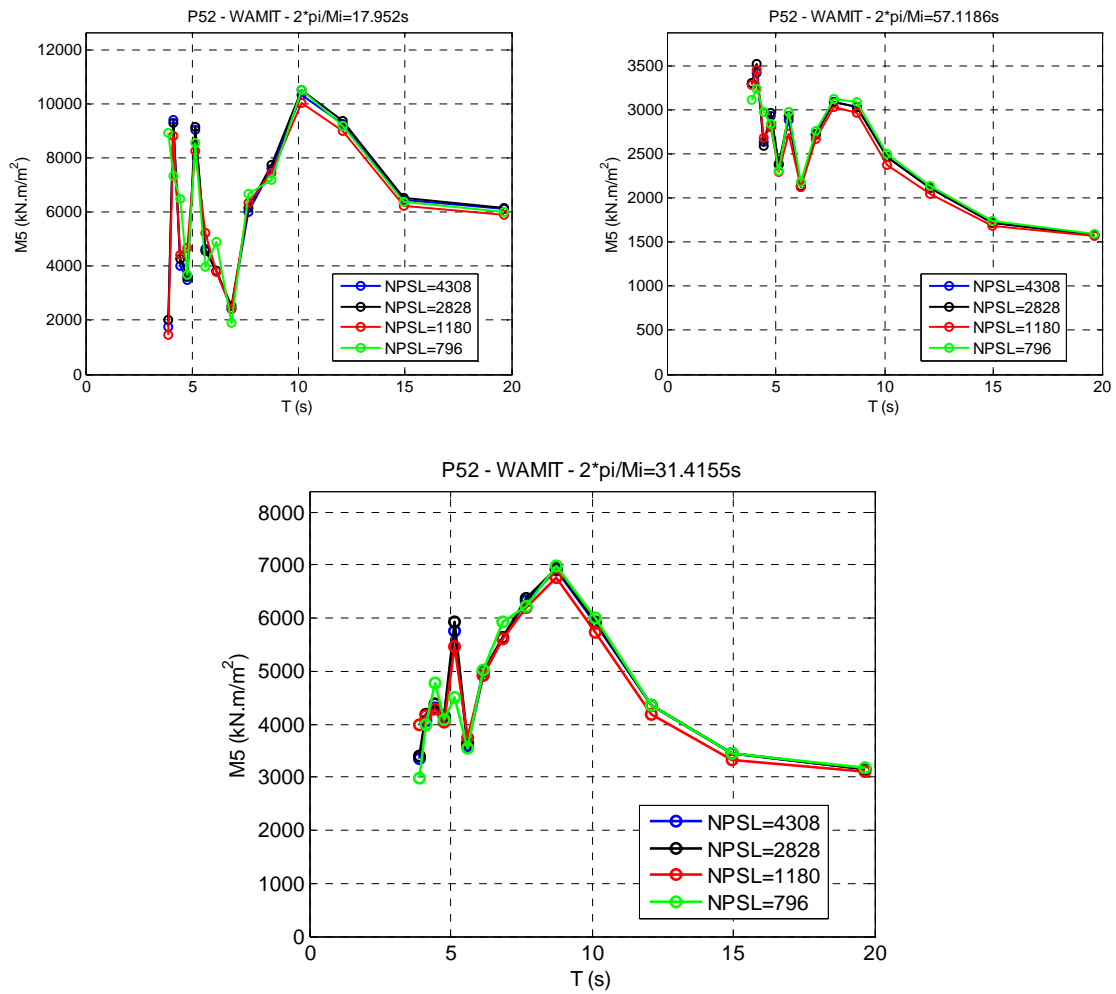 P52 - WAMIT - 2*pi/Mi=17.952s
12000
10000
8000
6000
4000
2000
0
M5 (kN.m/m²)
0 5 10 15 20
T (s)
NPSL=4308
NPSL=2828
NPSL=1180
NPSL=796
P52 - WAMIT - 2*pi/Mi=57.1186s
3500
3000
2500
2000
1500
1000
500
0
M5 (kN.m/m²)
0 5 10 15 20
T (s)
NPSL=4308
NPSL=2828
NPSL=1180
NPSL=796
P52 - WAMIT - 2*pi/Mi=31.4155s
8000
7000
6000
5000
4000
3000
2000
1000
0
M5 (kN.m/m²)
0 5 10 15 20
T (s)
NPSL=4308
NPSL=2828
NPSL=1180
NPSL=796